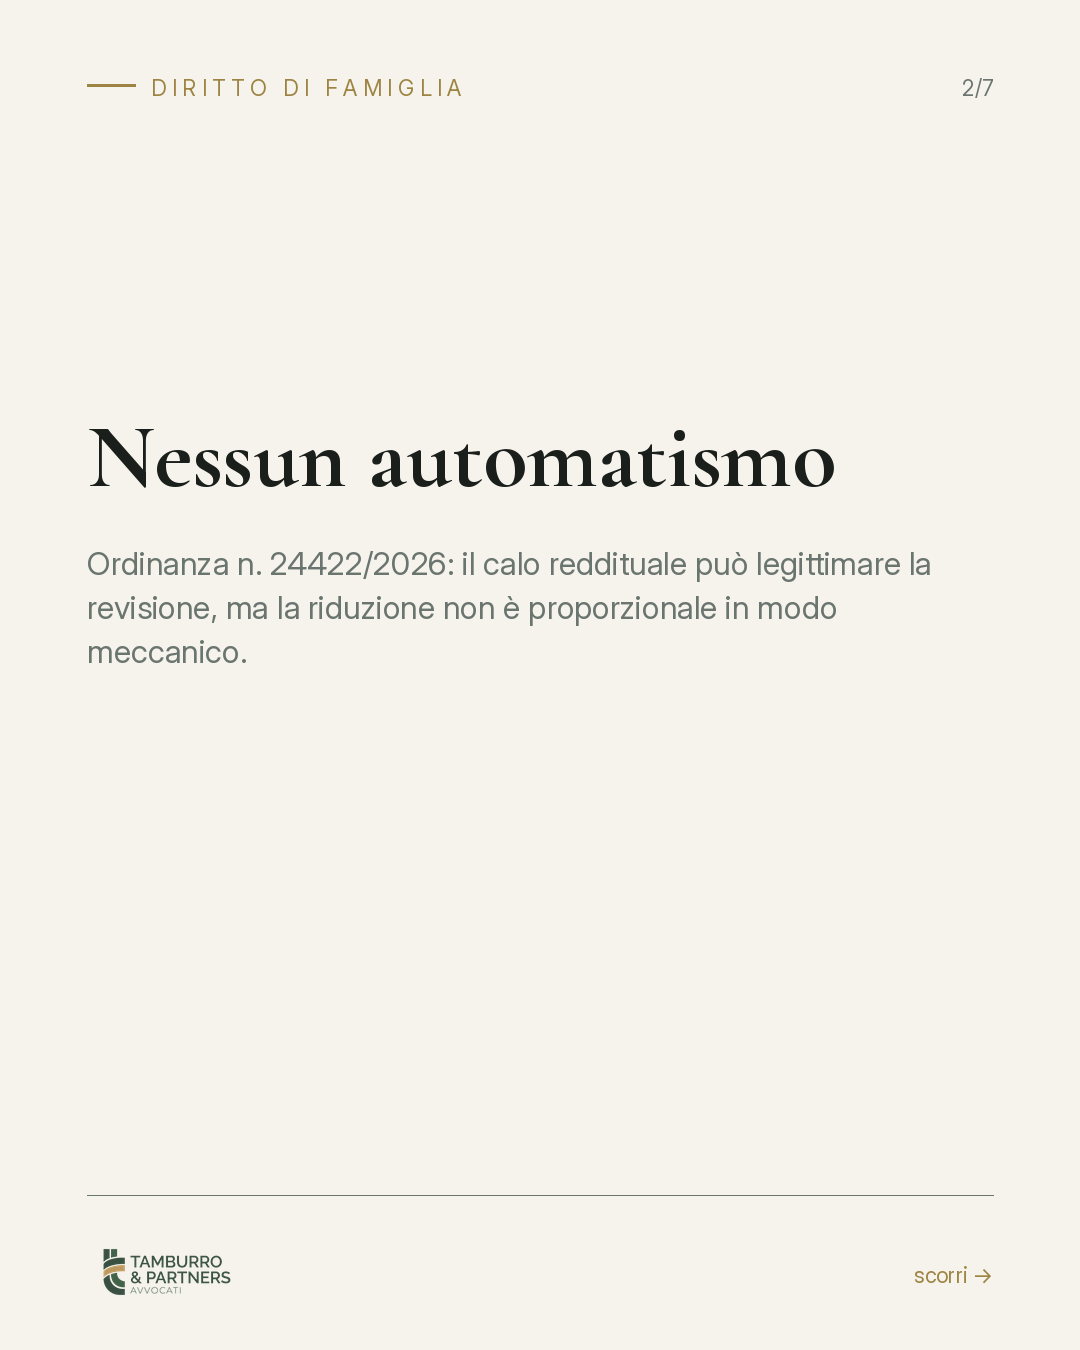 DIRITTO DI FAMIGLIA
2/7
Nessun automatismo
Ordinanza n. 24422/2026: il calo reddituale può legittimare la
revisione, ma la riduzione non è proporzionale in modo
meccanico.
TAMBURRO
& PARTNERS
AVVOCATI
scorri →